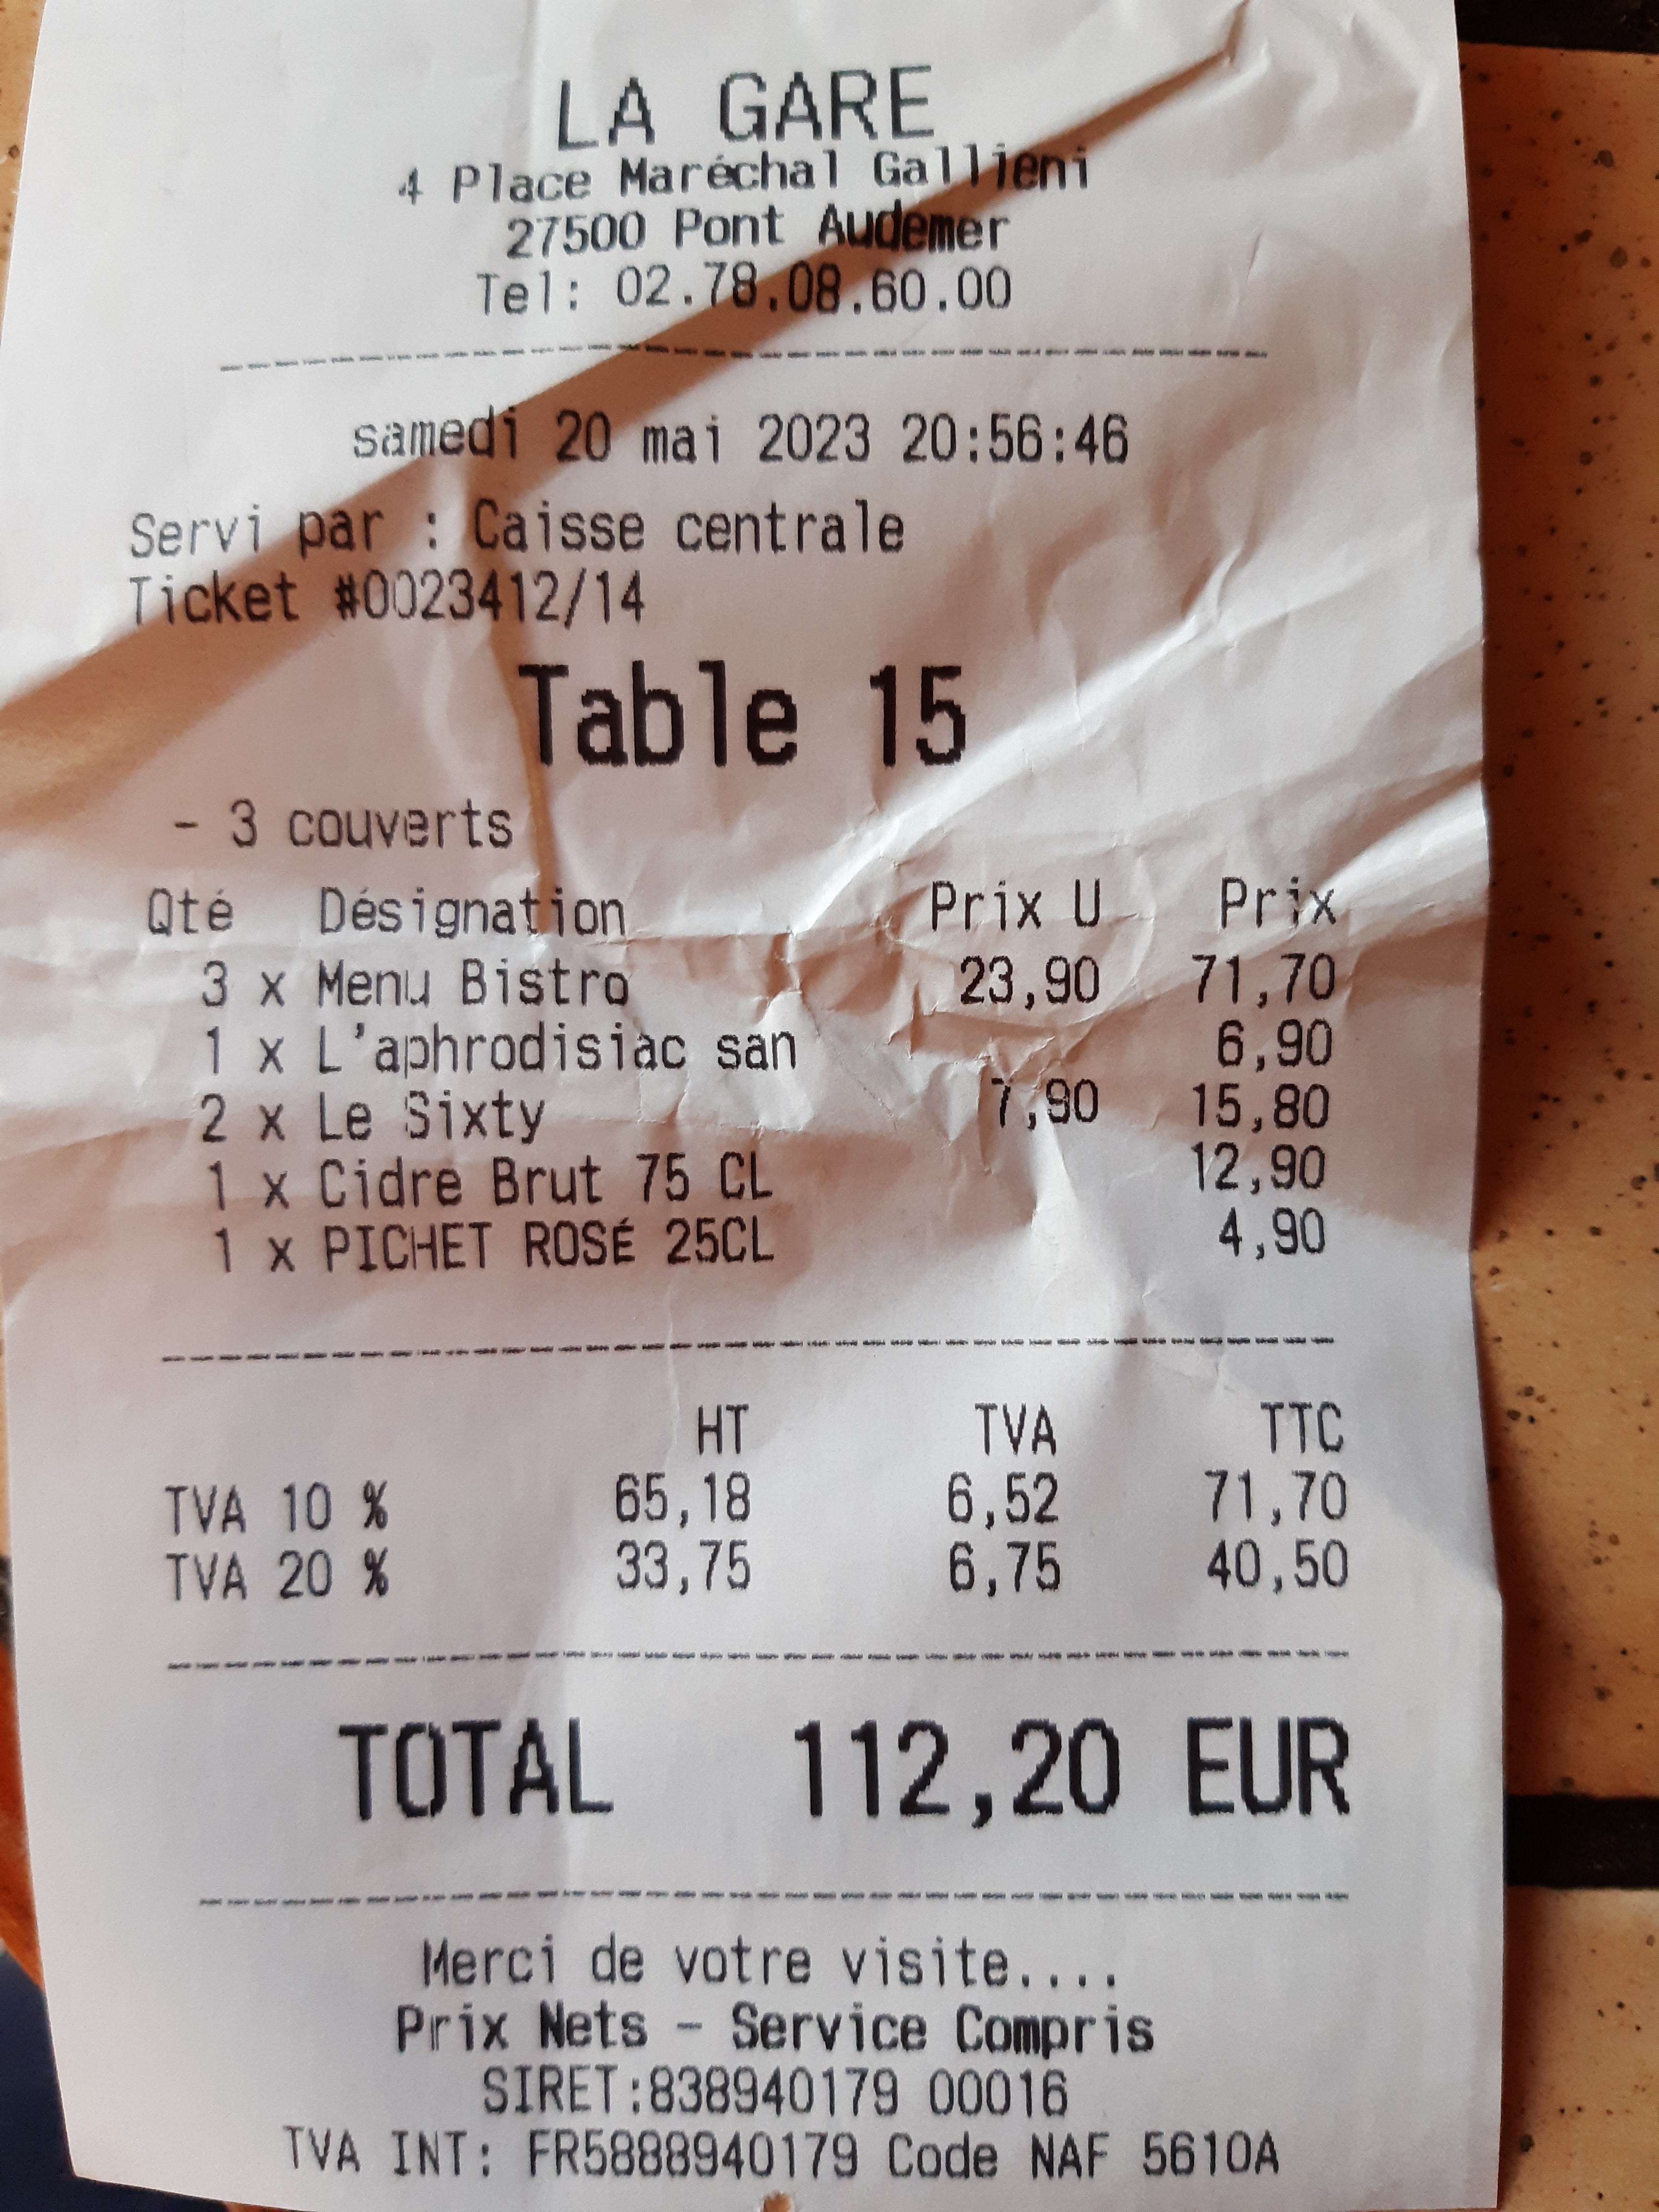 LA GARE
4 Place Maréchal Gallieni
27500 Pont Audemer
Tel: 02.78.08.60.00
samedi 20 mai 2023 20:56:46
Servi par : Caisse centrale
Ticket #0023412/14
Table 15
- 3 couverts
Qté Désignation Prix U Prix
3 x Menu Bistro 23,90 71,70
1 x L'aphrodisiac san 6,90
2 x Le Sixty 7,90 15,80
1 x Cidre Brut 75 CL 12,90
1 x PICHET ROSÉ 25CL 4,90
HT TVA TTC
TVA 10 % 65,18 6,52 71,70
TVA 20 % 33,75 6,75 40,50
TOTAL 112,20 EUR
Merci de votre visite....
Prix Nets - Service Compris
SIRET:838940179 00016
TVA INT: FR5888940179 Code NAF 5610A